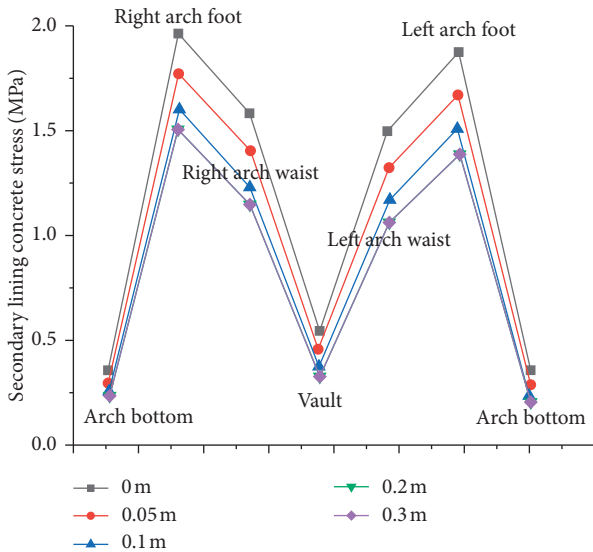 Secondary lining concrete stress (MPa)
2.0
1.5
1.0
0.5
0.0
Right arch foot
Left arch foot
Right arch waist
Left arch waist
Vault
Arch bottom
Arch bottom
0 m
0.05 m
0.1 m
0.2 m
0.3 m